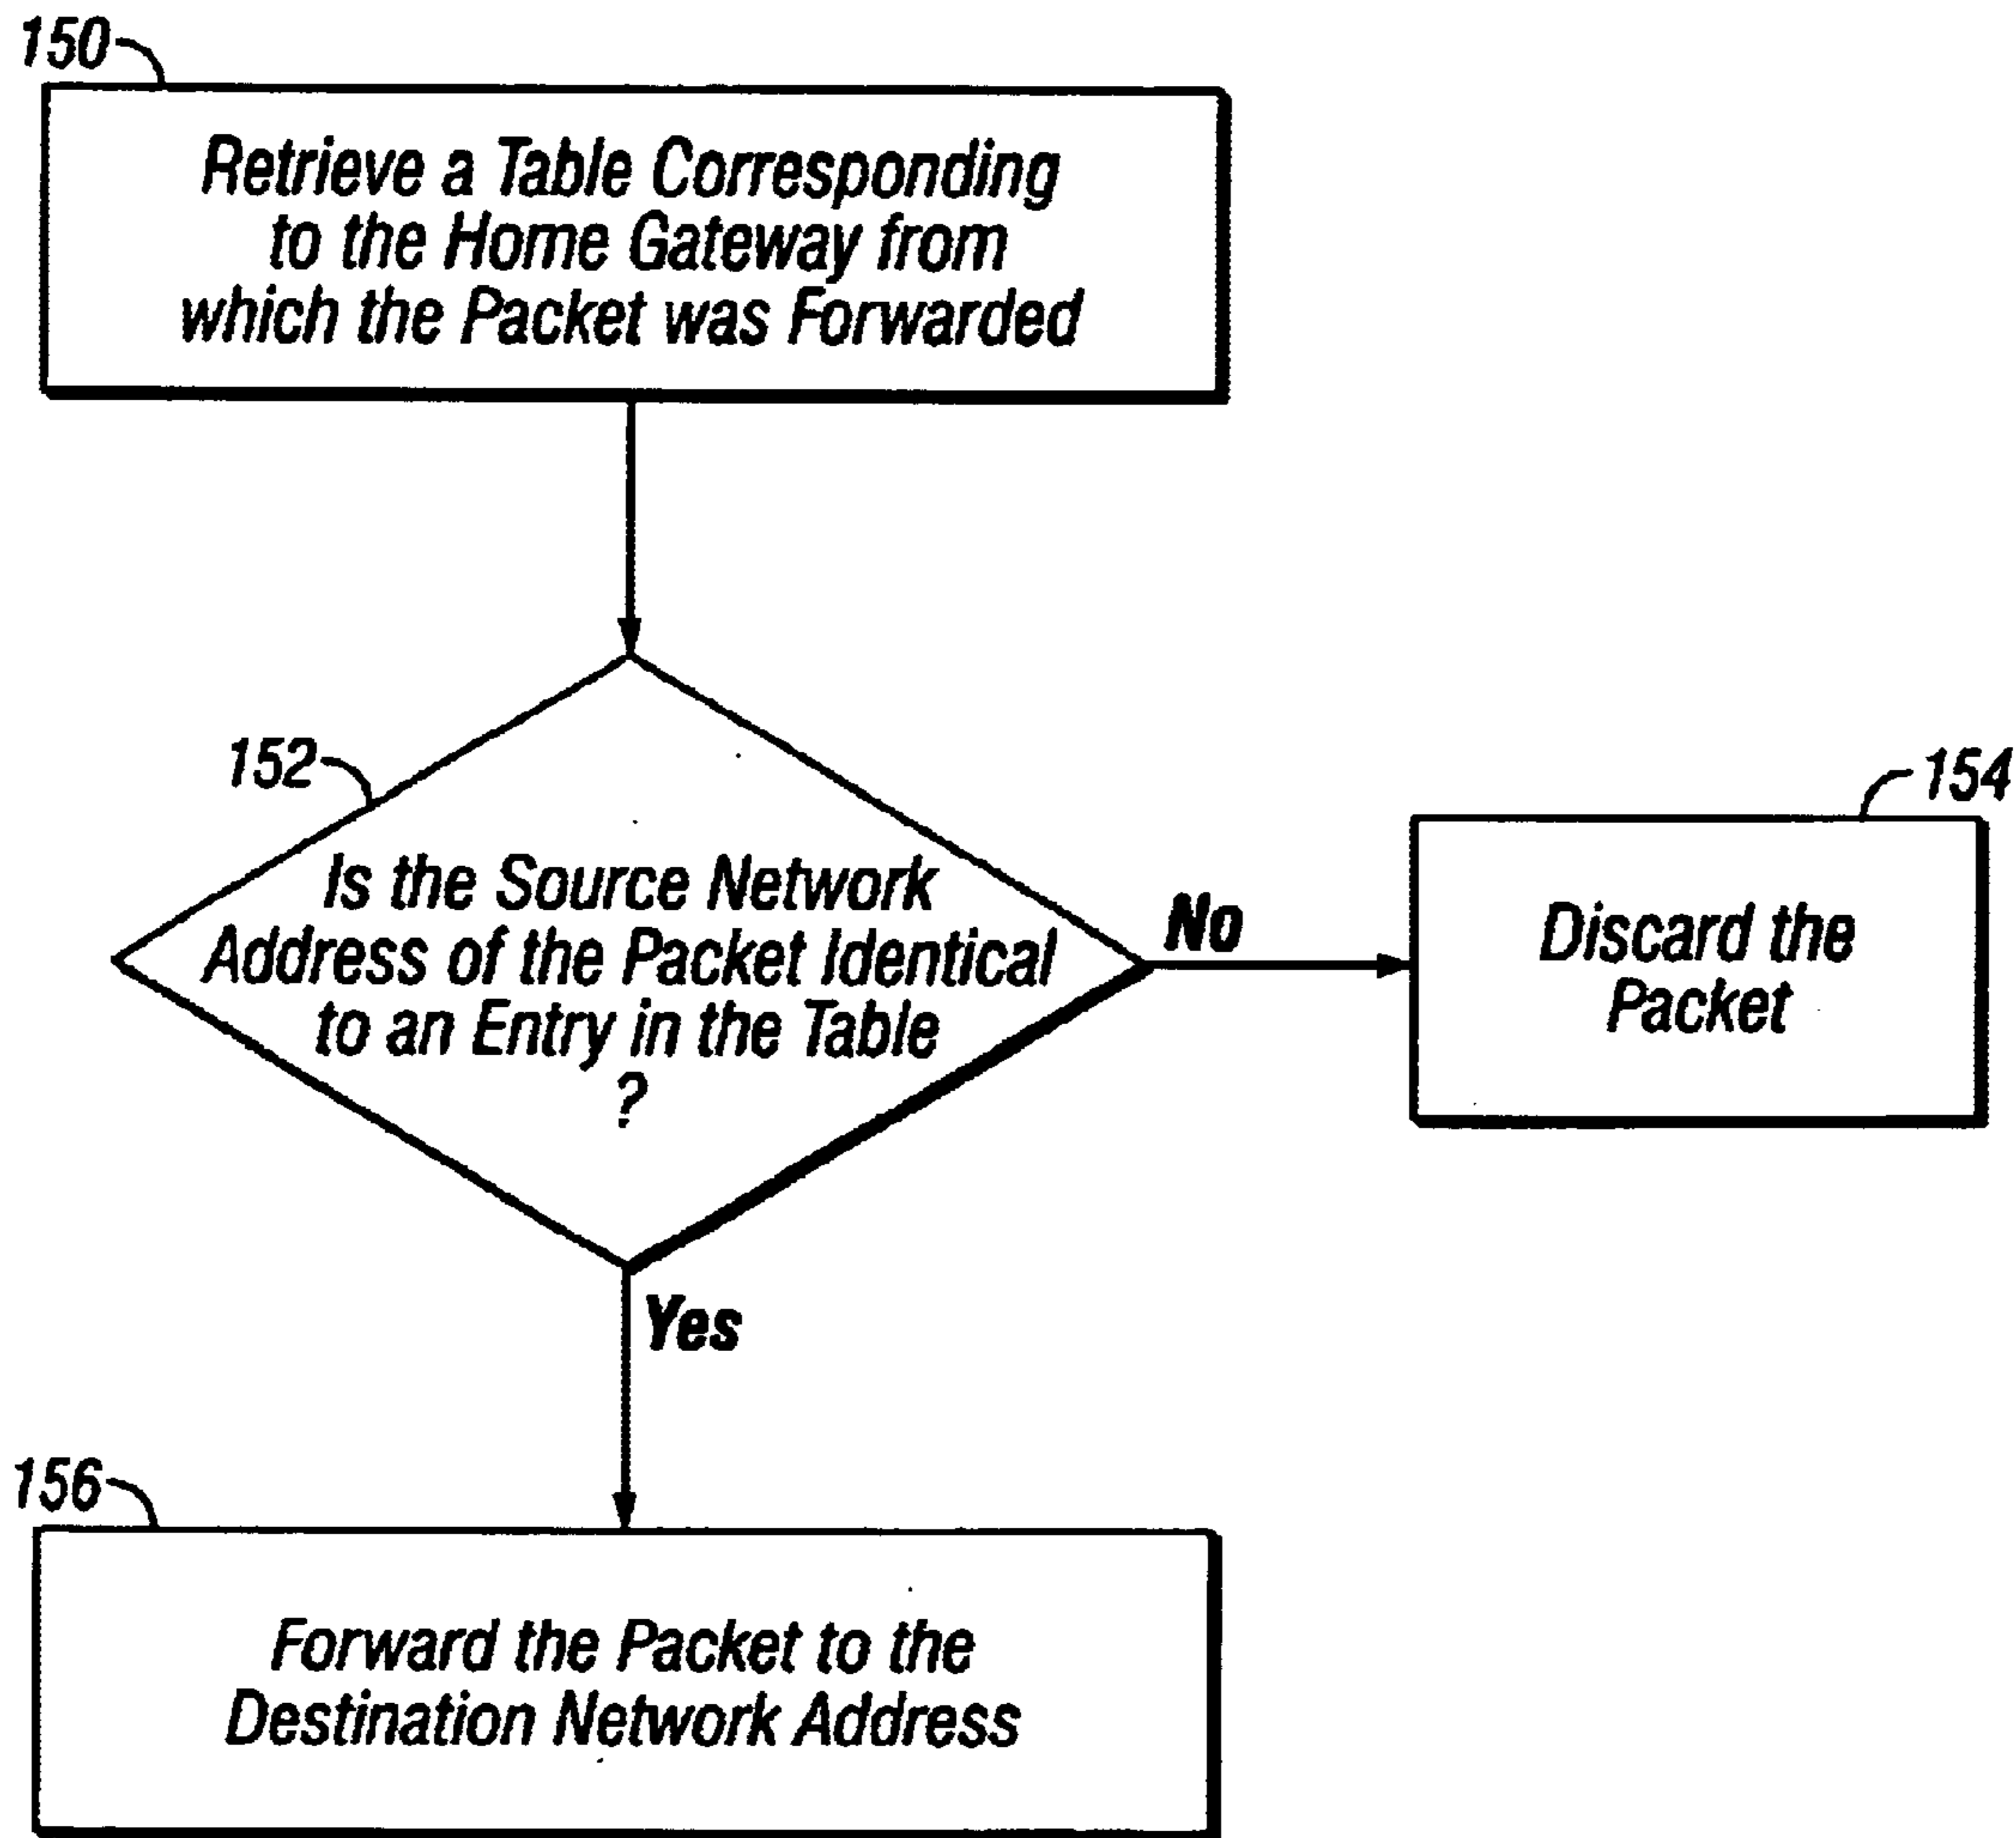 150
Retrieve a Table Corresponding
to the Home Gateway from
which the Packet was Forwarded
152
Is the Source Network
Address of the Packet Identical
to an Entry in the Table
?
No
154
Discard the
Packet
Yes
156
Forward the Packet to the
Destination Network Address